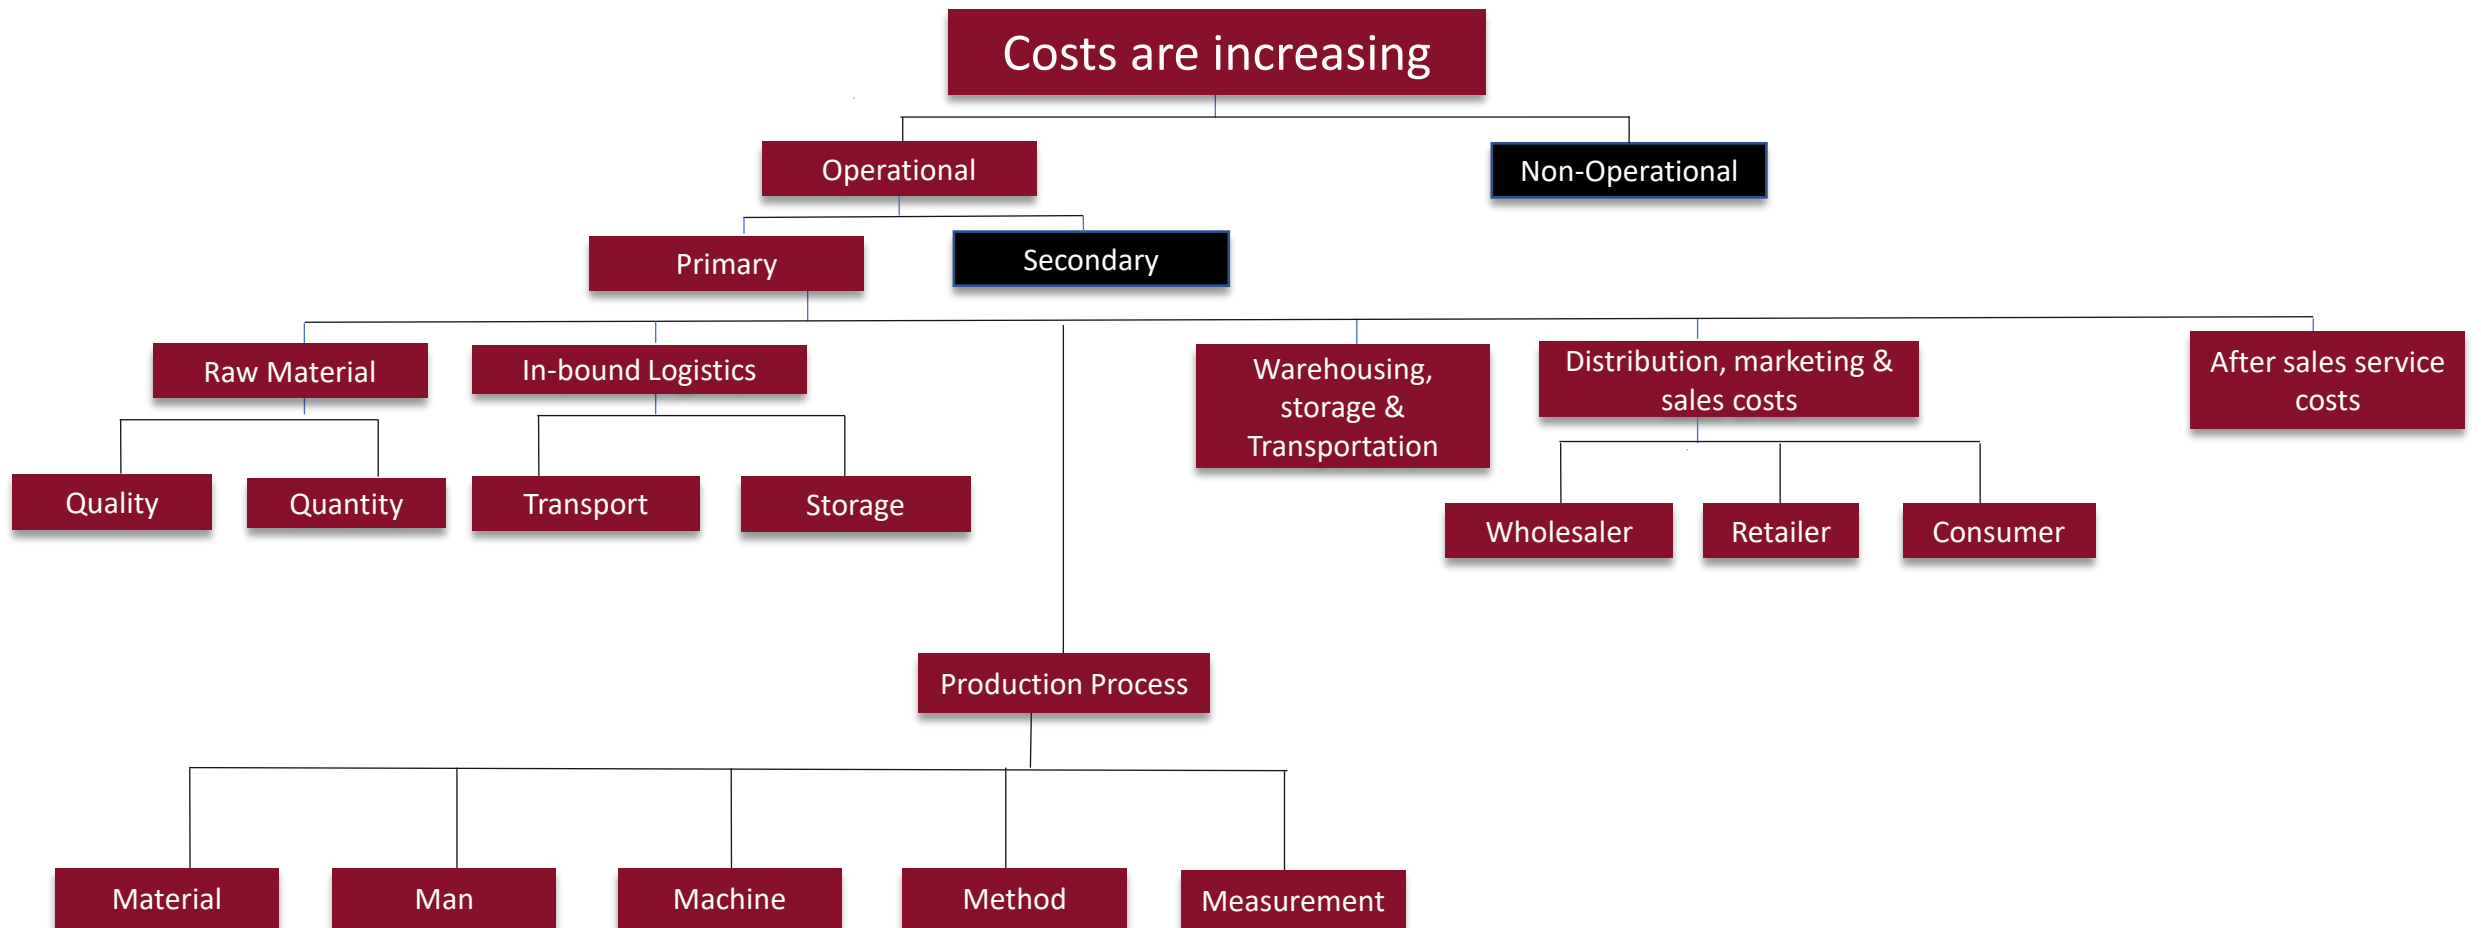 Costs are increasing
Operational
Non-Operational
Primary
Secondary
Raw Material
In-bound Logistics
Warehousing,
storage &
Transportation
Distribution, marketing &
sales costs
After sales service
costs
Quality
Quantity
Transport
Storage
Wholesaler
Retailer
Consumer
Production Process
Material
Man
Machine
Method
Measurement